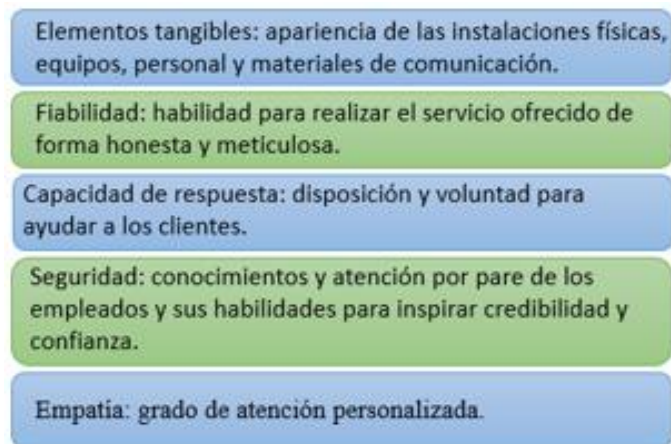 Elementos tangibles: apariencia de las instalaciones físicas,
equipos, personal y materiales de comunicación.
Fiabilidad: habilidad para realizar el servicio ofrecido de
forma honesta y meticulosa.
Capacidad de respuesta: disposición y voluntad para
ayudar a los clientes.
Seguridad: conocimientos y atención por pare de los
empleados y sus habilidades para inspirar credibilidad y
confianza.
Empatía: grado de atención personalizada.